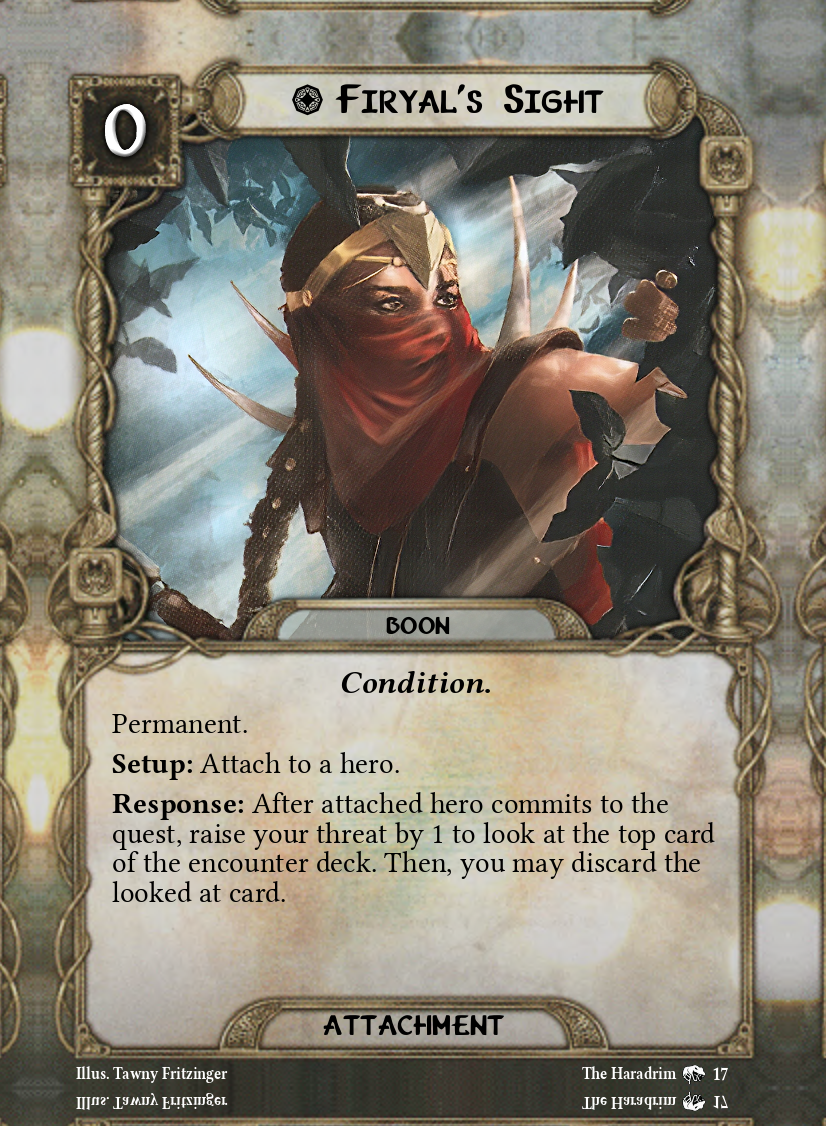 0
Firyal's Sight
BOON
Condition.
Permanent.
Setup: Attach to a hero.
Response: After attached hero commits to the
quest, raise your threat by 1 to look at the top card
of the encounter deck. Then, you may discard the
looked at card.
ATTACHMENT
Illus. Tawny Fritzinger
The Haradrim 17